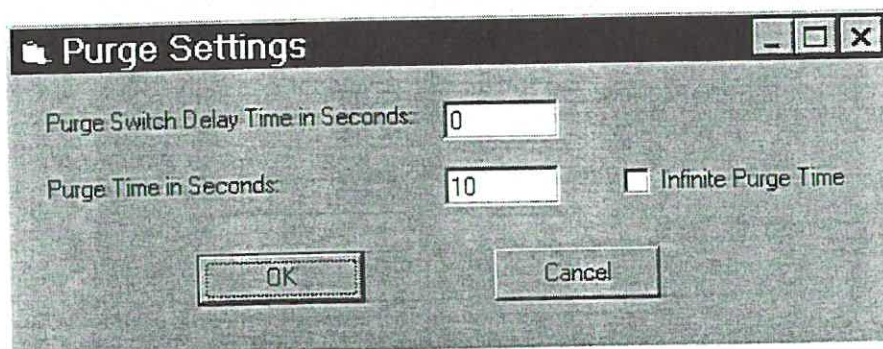 Purge Settings
Purge Switch Delay Time in Seconds: 0
Purge Time in Seconds: 10 Infinite Purge Time
OK Cancel